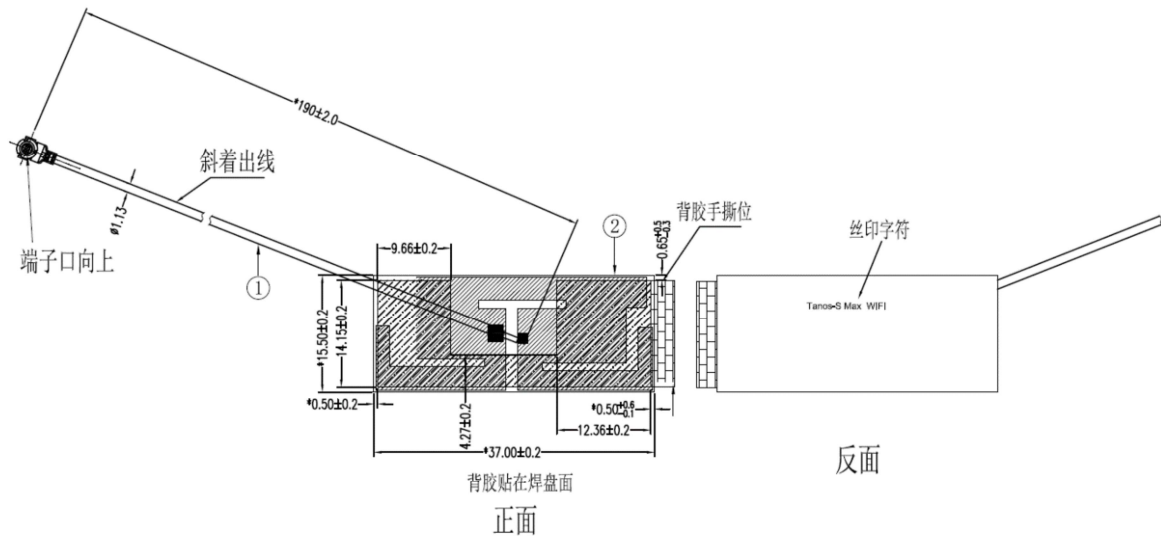 *190±2.0
斜着出线
ø1.13
端子口向上
①
②
背胶手撕位
0.65+0.5-0.3
9.66±0.2
*15.50±0.2
14.15±0.2
*0.50±0.2
4.27±0.2
*0.50+0.6-0.1
12.36±0.2
*37.00±0.2
背胶贴在焊盘面
正面
丝印字符
Tanos-S Max WIFI
反面